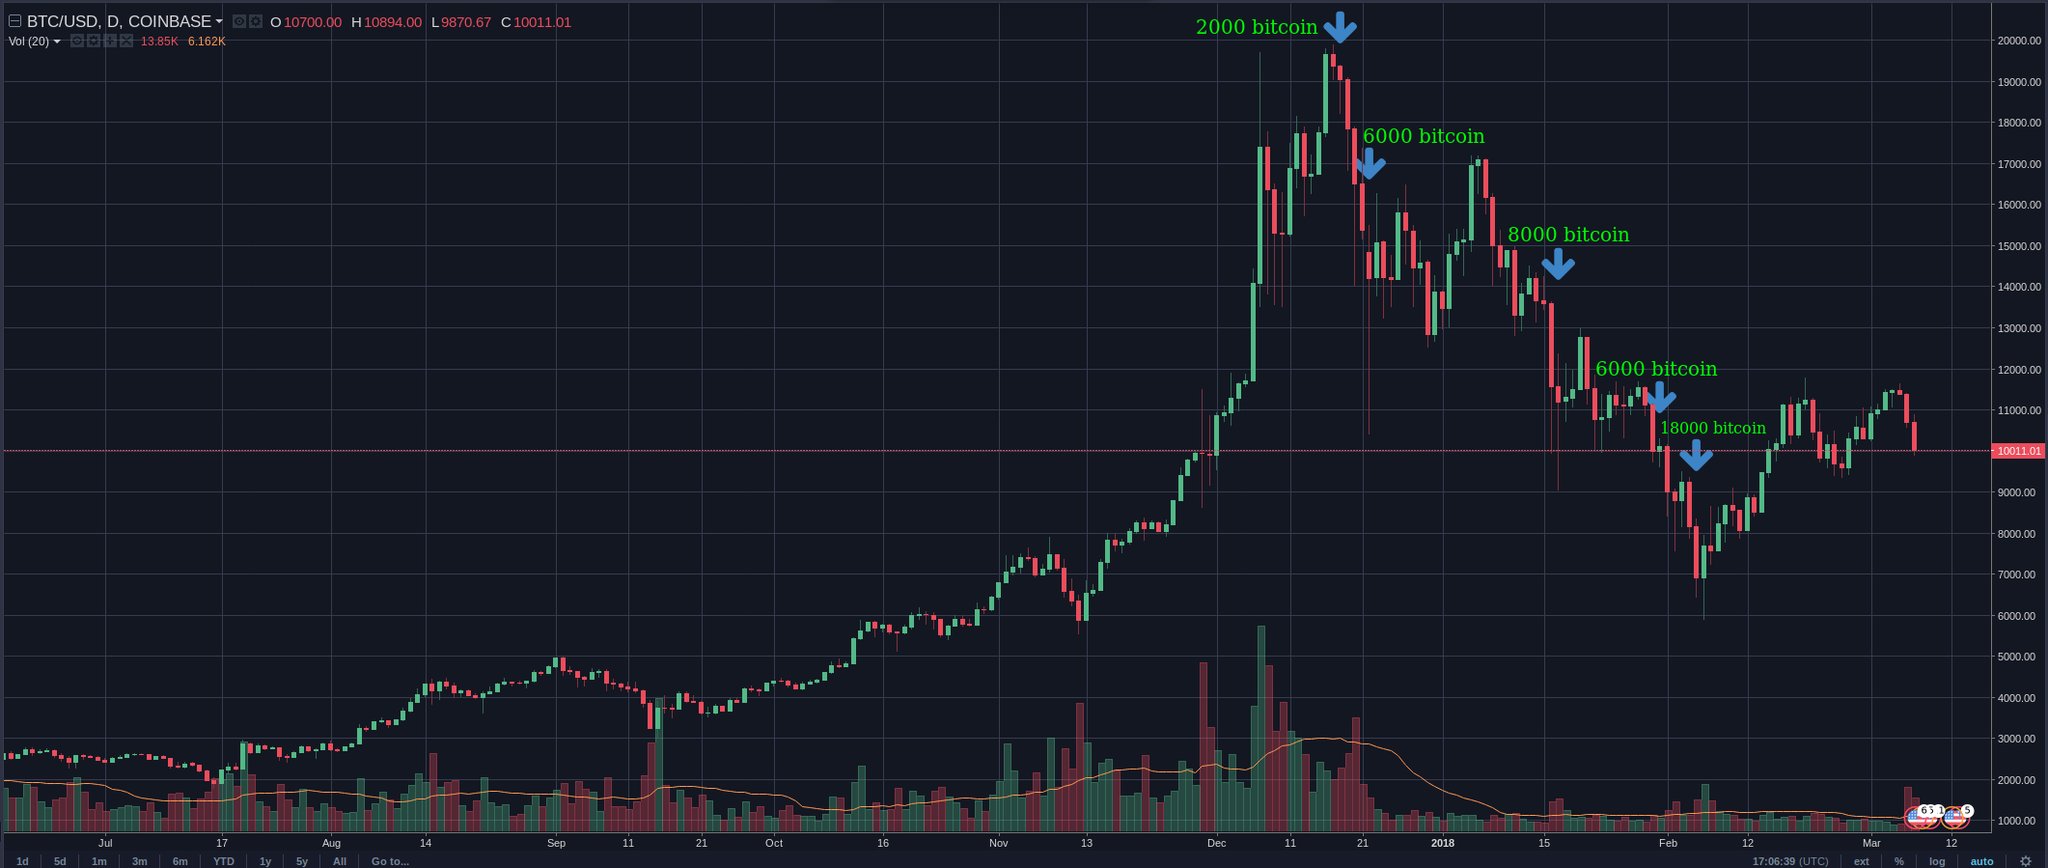 BTC/USD, D, COINBASE O10700.00 H10894.00 L9870.67 C10011.01
Vol (20) 13.85K 6.162K
2000 bitcoin
6000 bitcoin
8000 bitcoin
6000 bitcoin
18000 bitcoin
20000.00
19000.00
18000.00
17000.00
16000.00
15000.00
14000.00
13000.00
12000.00
11000.00
10011.01
9000.00
8000.00
7000.00
6000.00
5000.00
4000.00
3000.00
2000.00
1000.00
5
Jul 17 Aug 14 Sep 11 21 Oct 16 Nov 13 Dec 11 21 2018 15 Feb 12 Mar 12
1d 5d 1m 3m 6m YTD 1y 5y All Go to... 17:06:39 (UTC) ext % log auto